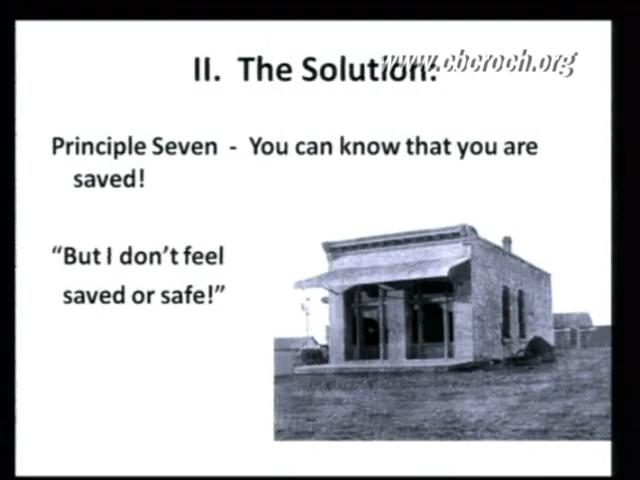 www.cbcroch.org
II. The Solution:
Principle Seven - You can know that you are
saved!
“But I don’t feel
saved or safe!”